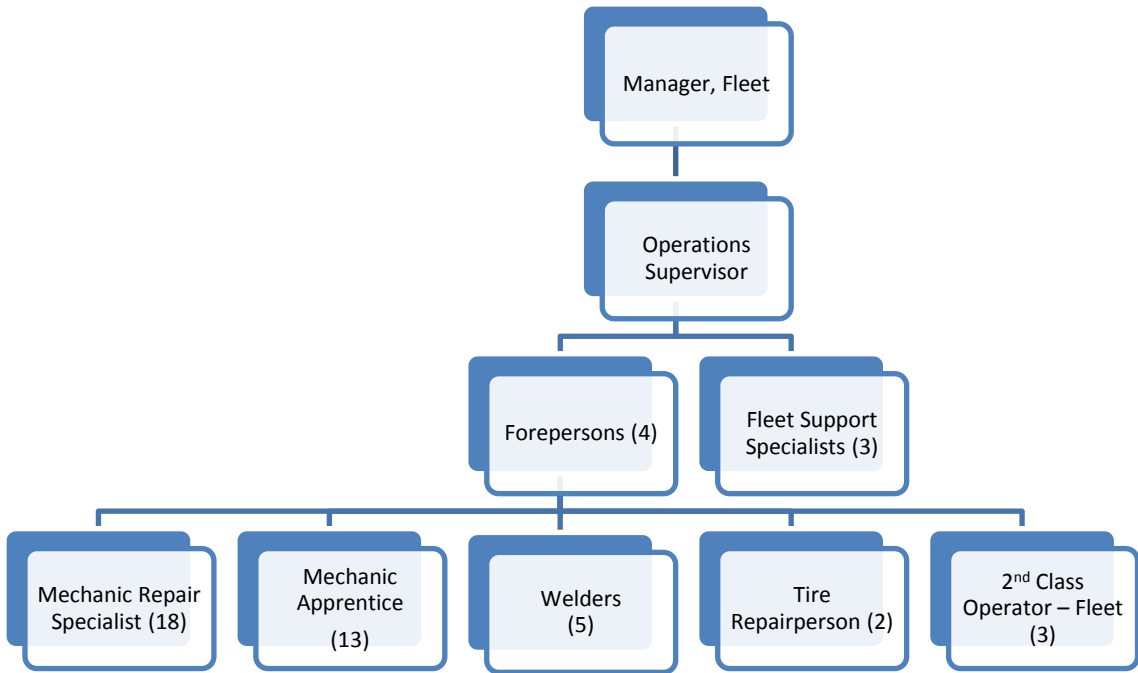 Manager, Fleet
Operations
Supervisor
Forepersons (4)
Fleet Support
Specialists (3)
Mechanic Repair
Specialist (18)
Mechanic
Apprentice
(13)
Welders
(5)
Tire
Repairperson (2)
2nd Class
Operator – Fleet
(3)